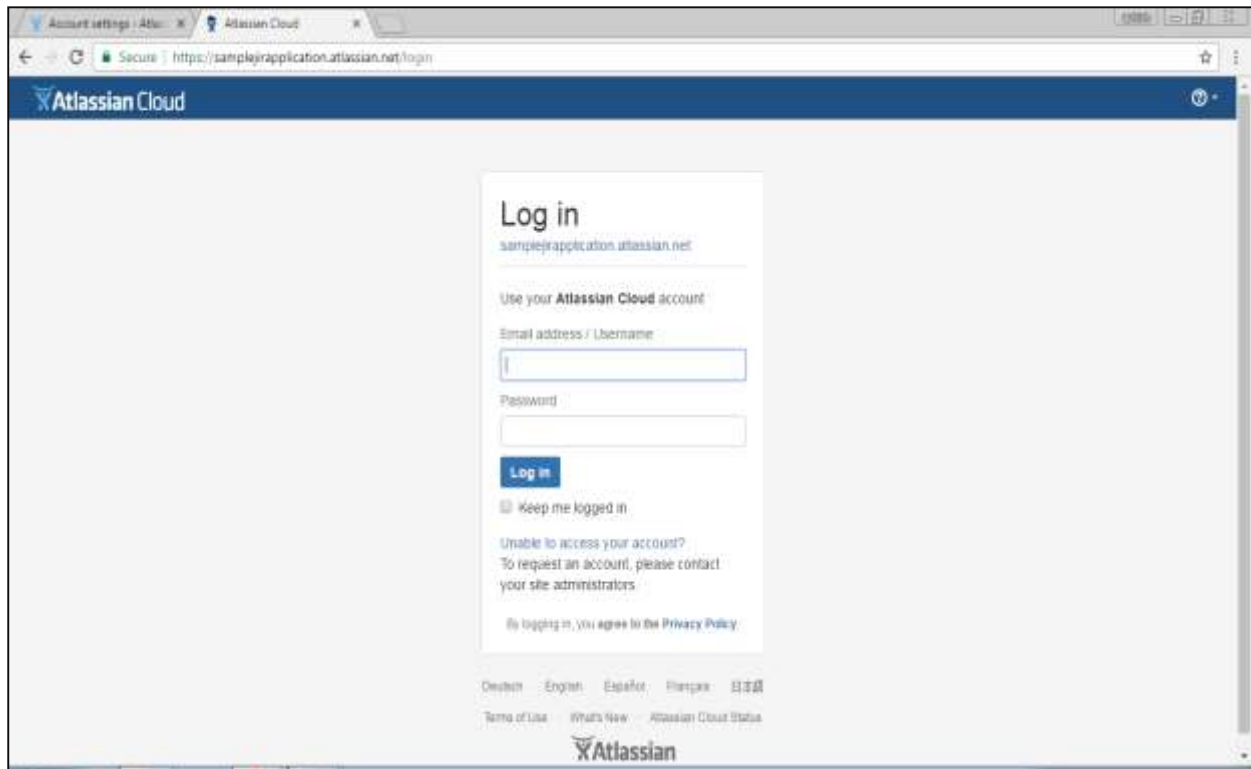 Account settings - Atlas
Atlassian Cloud
Secure | https://samplejirapplication.atlassian.net/login
Atlassian Cloud
Log in
samplejirapplication.atlassian.net
Use your Atlassian Cloud account
Email address / Username
Password
Log in
Keep me logged in
Unable to access your account?
To request an account, please contact
your site administrators
By logging in, you agree to the Privacy Policy.
Deutsch English Español Français 日本語
Terms of Use What's New Atlassian Cloud Status
Atlassian